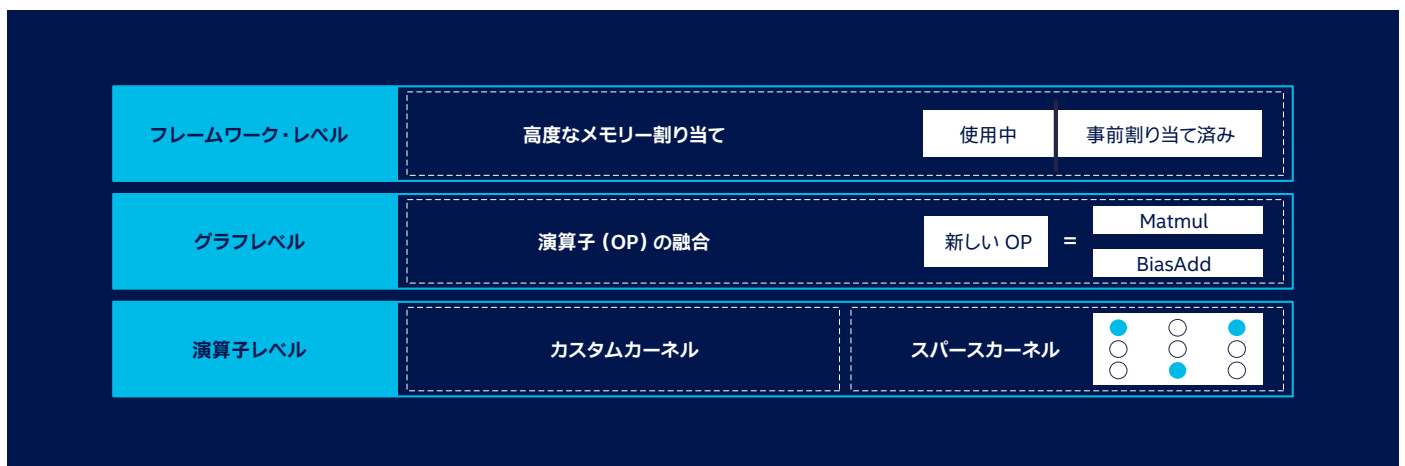 フレームワーク・レベル
高度なメモリー割り当て
使用中
事前割り当て済み
グラフレベル
演算子 (OP) の融合
新しい OP
=
Matmul
BiasAdd
演算子レベル
カスタムカーネル
スパースカーネル